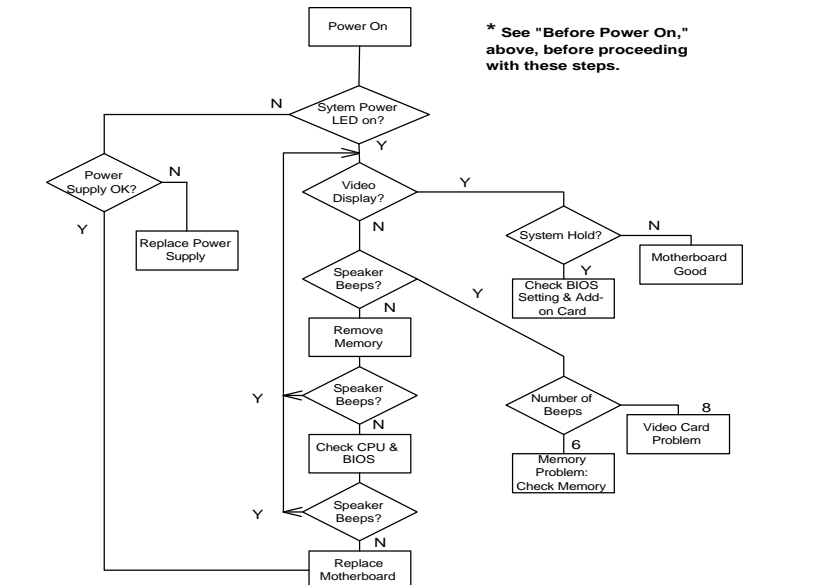 Power On
* See "Before Power On,"
above, before proceeding
with these steps.
N
Sytem Power
LED on?
Y
Power
Supply OK?
N
Y
Replace Power
Supply
Video
Display?
Y
N
System Hold?
N
Y
Motherboard
Good
Check BIOS
Setting & Add-
on Card
Speaker
Beeps?
Y
N
Remove
Memory
Speaker
Beeps?
Y
N
Number of
Beeps
8
Video Card
Problem
6
Memory
Problem:
Check Memory
Check CPU &
BIOS
Speaker
Beeps?
Y
N
Replace
Motherboard